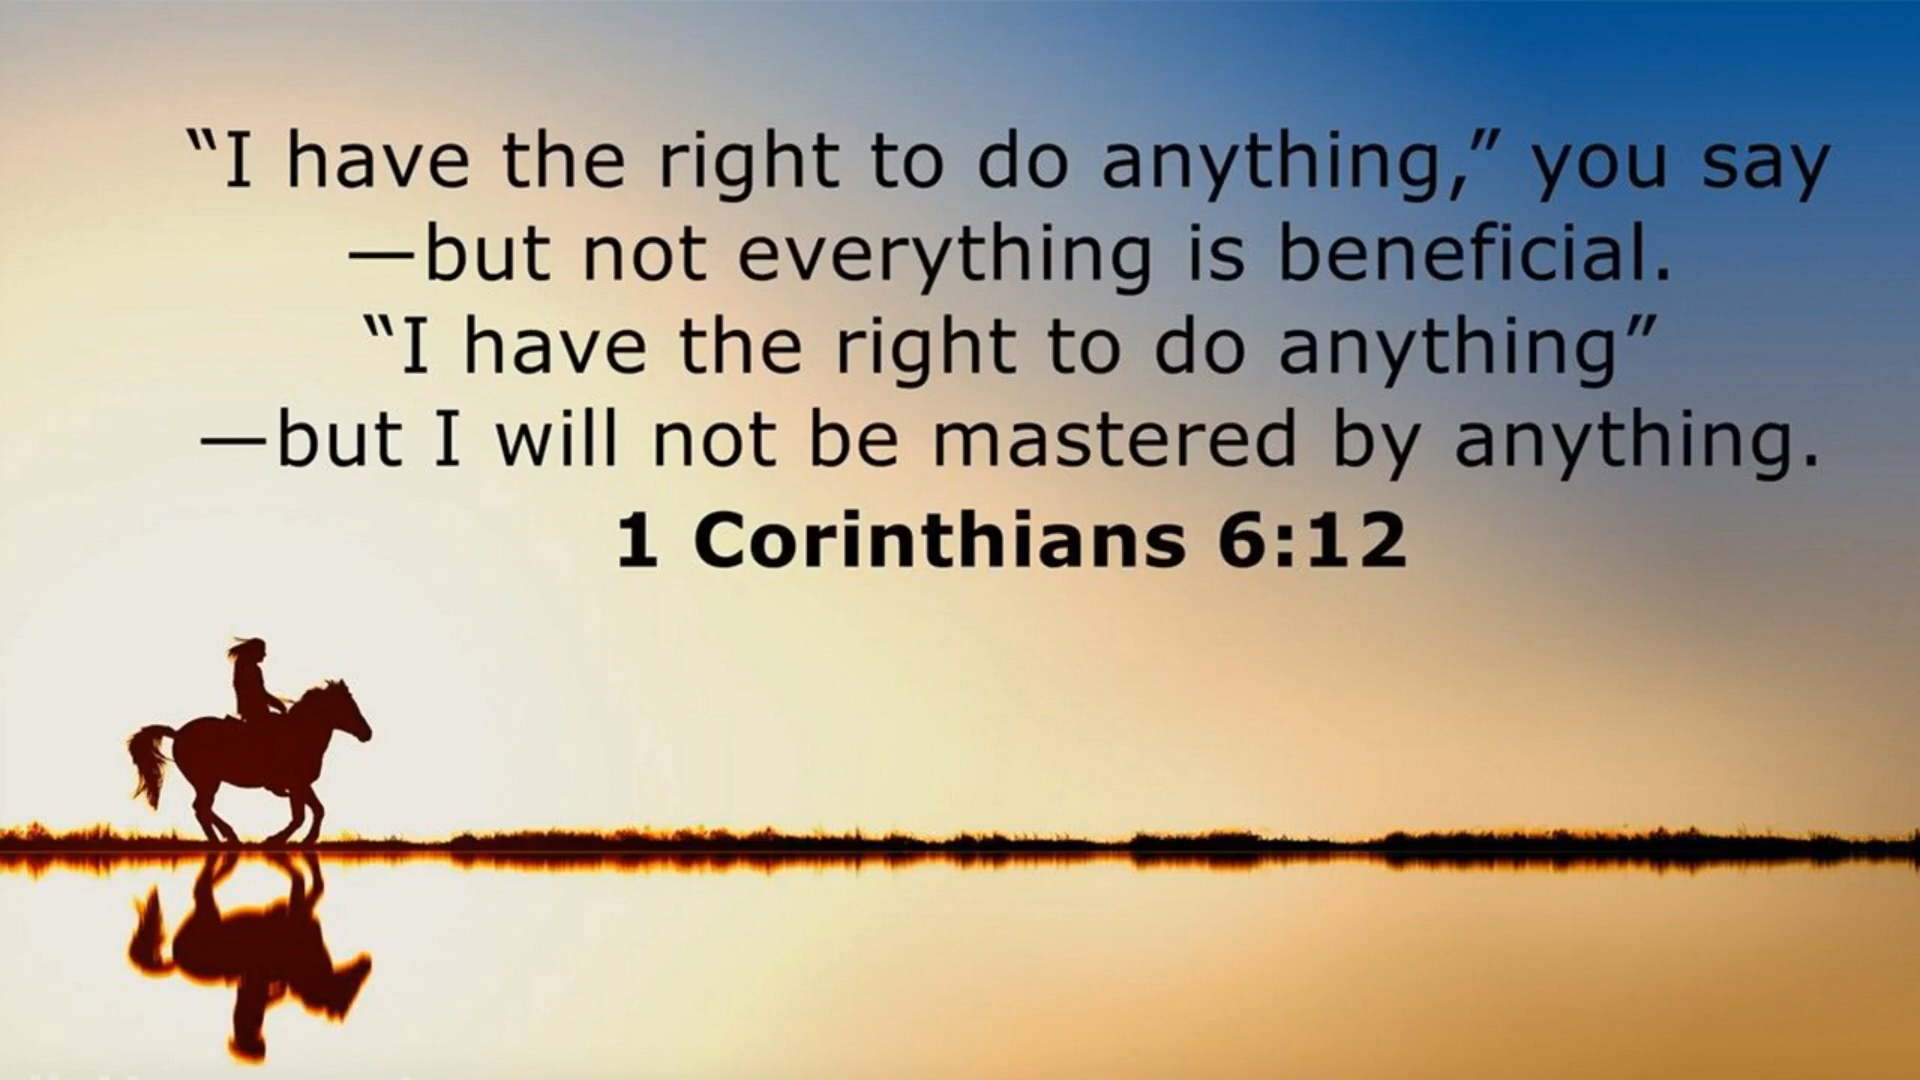 “I have the right to do anything,” you say
—but not everything is beneficial.
“I have the right to do anything”
—but I will not be mastered by anything.
1 Corinthians 6:12